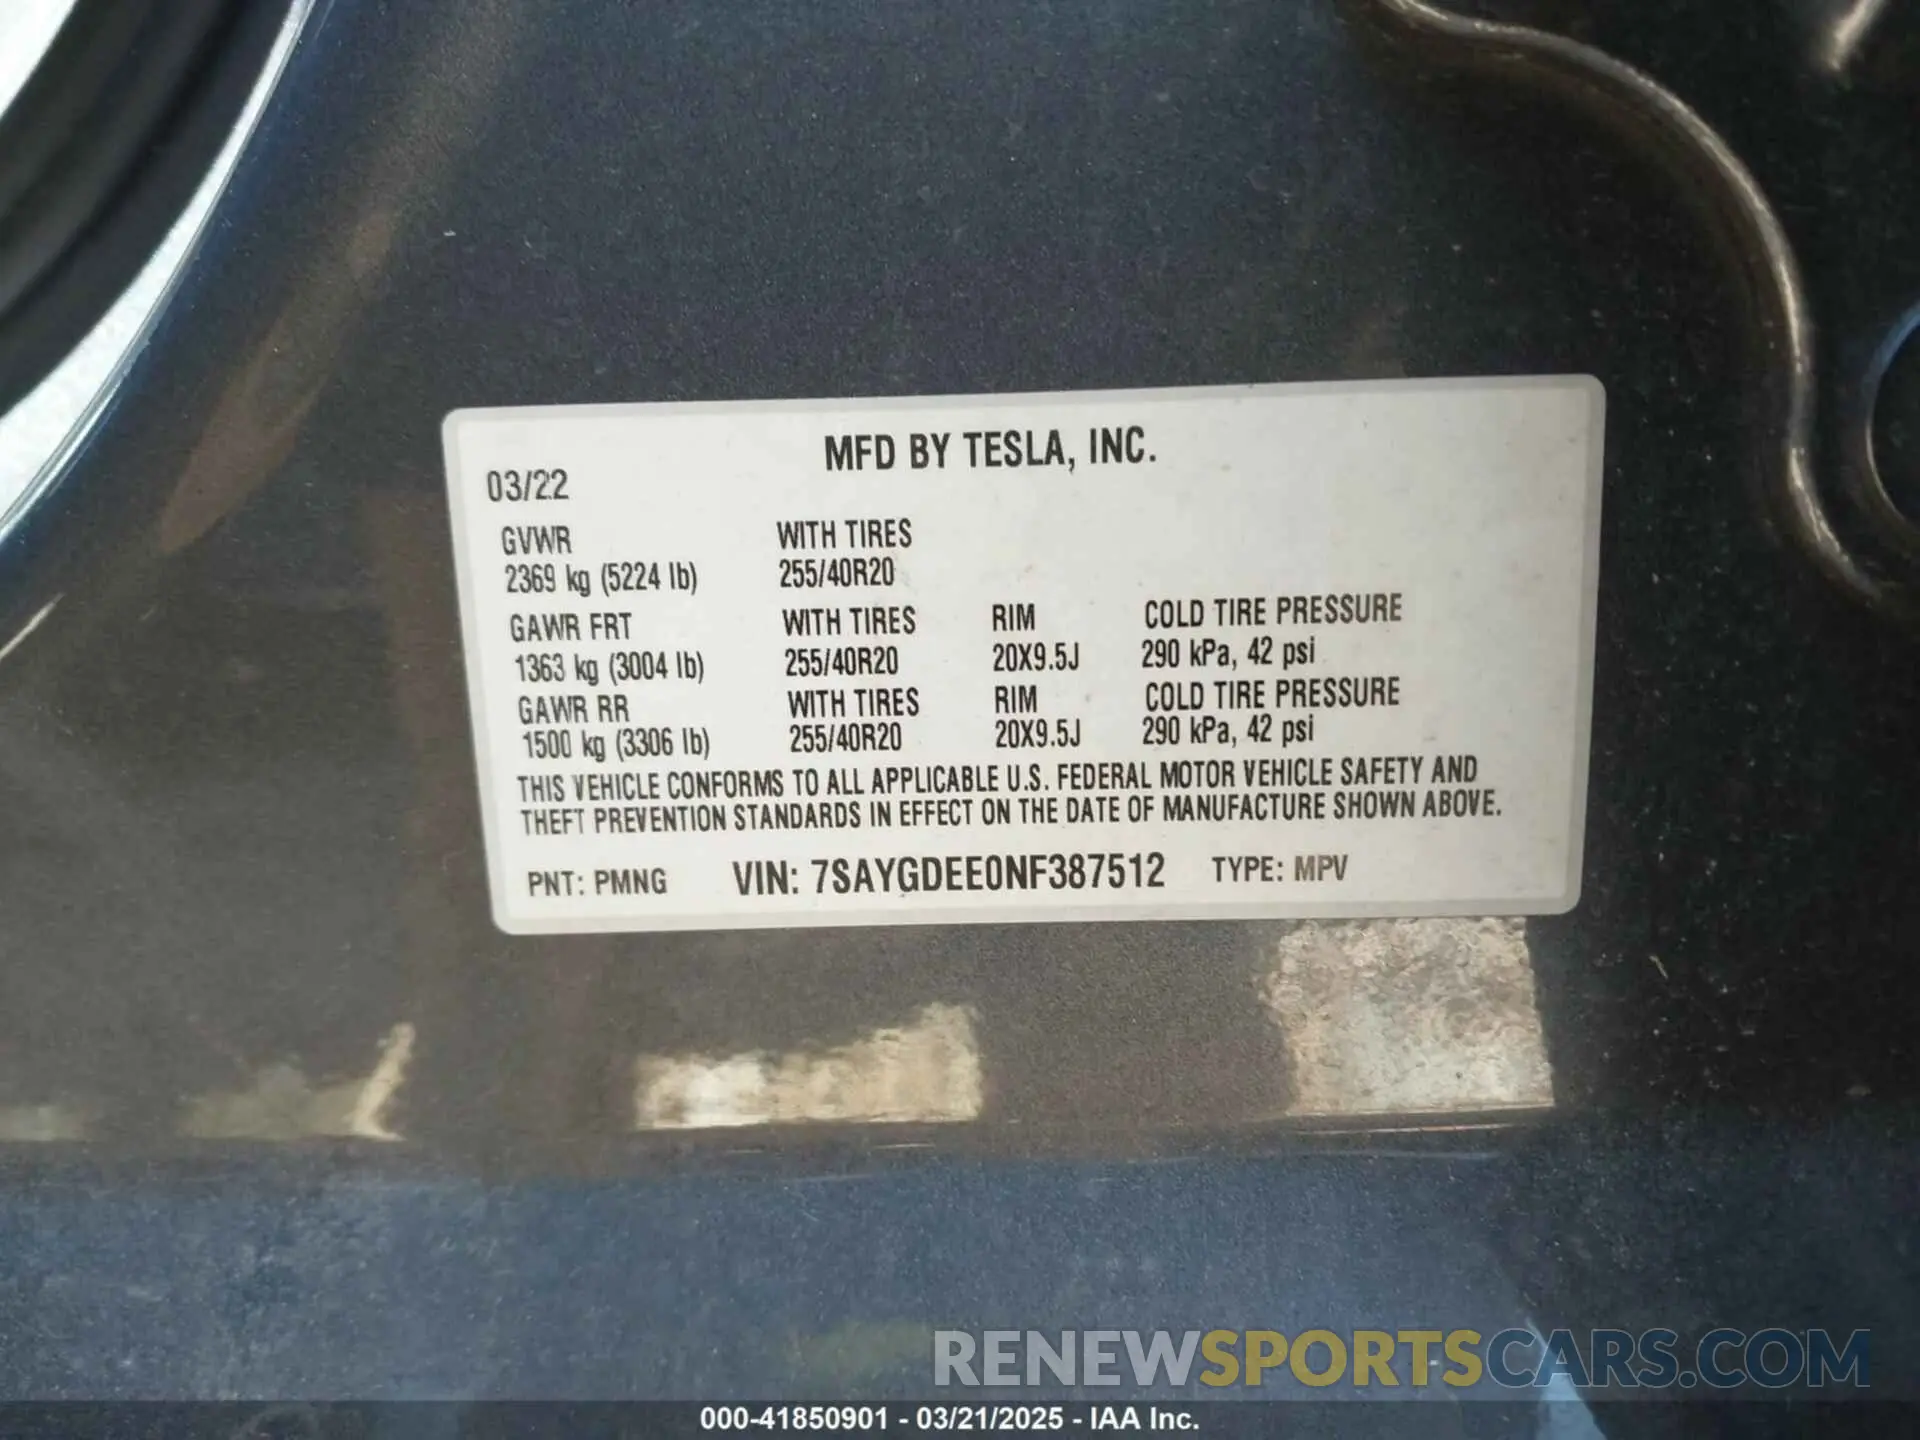 MFD BY TESLA, INC.
03/22
GVWR WITH TIRES
2369 kg (5224 lb) 255/40R20
GAWR FRT WITH TIRES RIM COLD TIRE PRESSURE
1363 kg (3004 lb) 255/40R20 20X9.5J 290 kPa, 42 psi
GAWR RR WITH TIRES RIM COLD TIRE PRESSURE
1500 kg (3306 lb) 255/40R20 20X9.5J 290 kPa, 42 psi
THIS VEHICLE CONFORMS TO ALL APPLICABLE U.S. FEDERAL MOTOR VEHICLE SAFETY AND
THEFT PREVENTION STANDARDS IN EFFECT ON THE DATE OF MANUFACTURE SHOWN ABOVE.
PNT: PMNG VIN: 7SAYGDEE0NF387512 TYPE: MPV
RENEWSPORTSCARS.COM
000-41850901 - 03/21/2025 - IAA Inc.